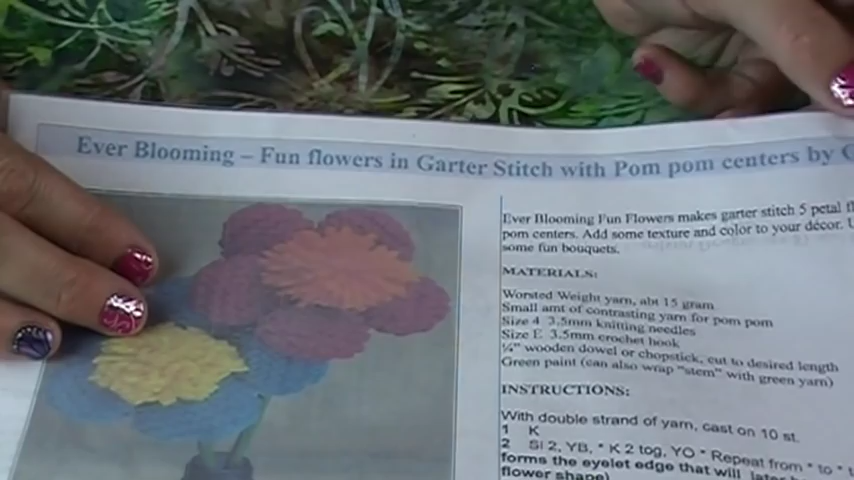 Ever Blooming – Fun flowers in Garter Stitch with Pom pom centers by
Ever Blooming Fun Flowers makes garter stitch 5 petal
pom centers. Add some texture and color to your décor.
some fun bouquets.
MATERIALS:
Worsted Weight yarn, abt 15 gram
Small amt of contrasting yarn for pom pom
Size 4 3.5mm knitting needles
Size E 3.5mm crochet hook
¼" wooden dowel or chopstick, cut to desired length
Green paint (can also wrap "stem" with green yarn)
INSTRUCTIONS:
With double strand of yarn, cast on 10 st.
1 K
2 Sl 2, YB, * K 2 tog, YO * Repeat from * to *
forms the eyelet edge that will later
flower shape)